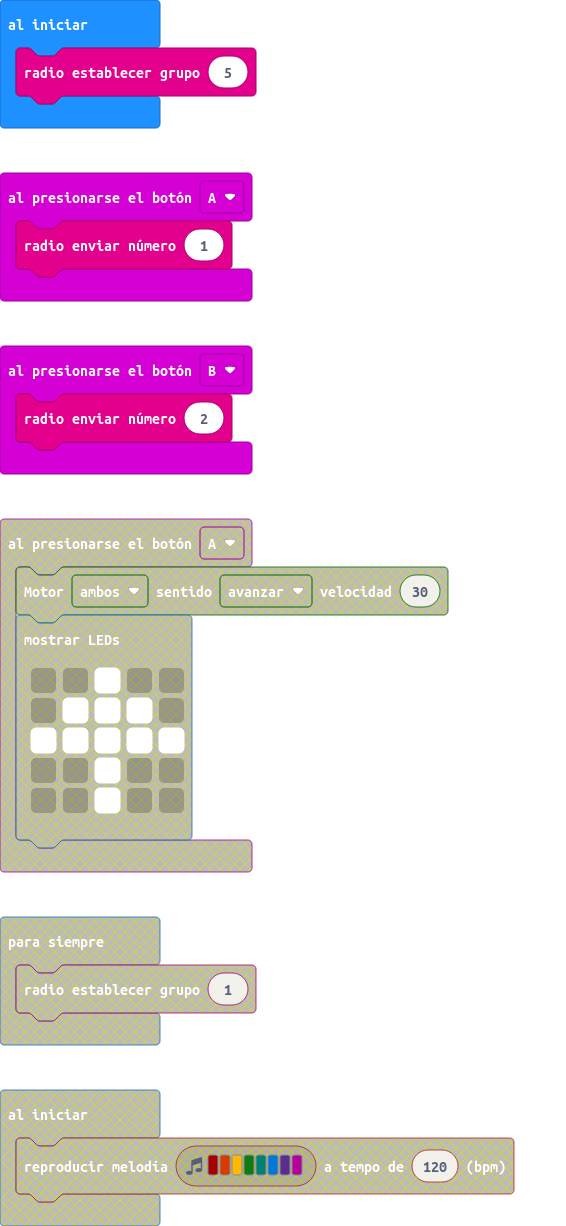 al iniciar
radio establecer grupo 5
al presionarse el botón A
radio enviar número 1
al presionarse el botón B
radio enviar número 2
al presionarse el botón A
Motor ambos sentido avanzar velocidad 30
mostrar LEDs
para siempre
radio establecer grupo 1
al iniciar
reproducir melodía a tempo de 120 (bpm)